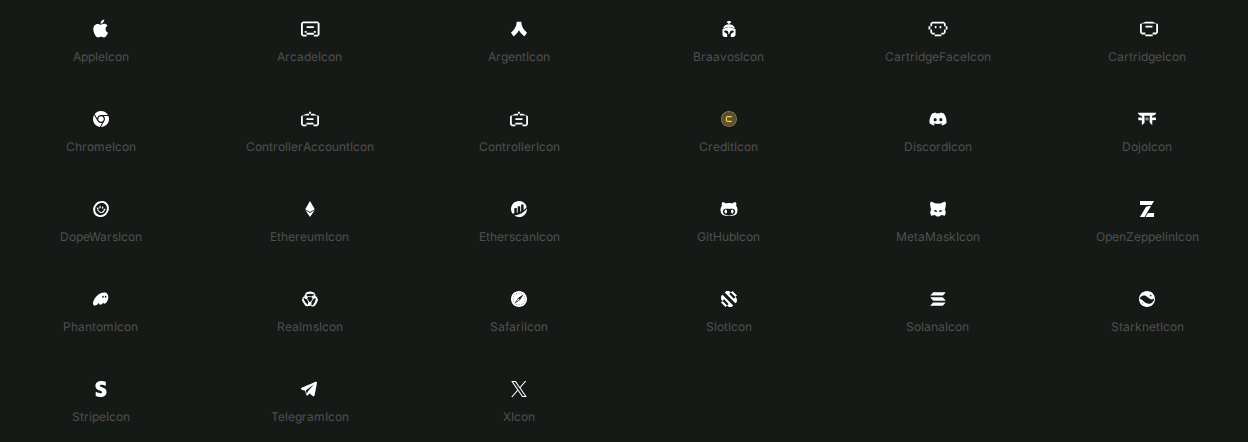 AppleIcon ArcadeIcon ArgentIcon BraavosIcon CartridgeFaceIcon CartridgeIcon
ChromeIcon ControllerAccountIcon ControllerIcon CreditIcon DiscordIcon DojoIcon
DopeWarsIcon EthereumIcon EtherscanIcon GitHubIcon MetaMaskIcon OpenZeppelinIcon
PhantomIcon RealmsIcon SafariIcon SlotIcon SolanaIcon StarknetIcon
StripeIcon TelegramIcon XIcon